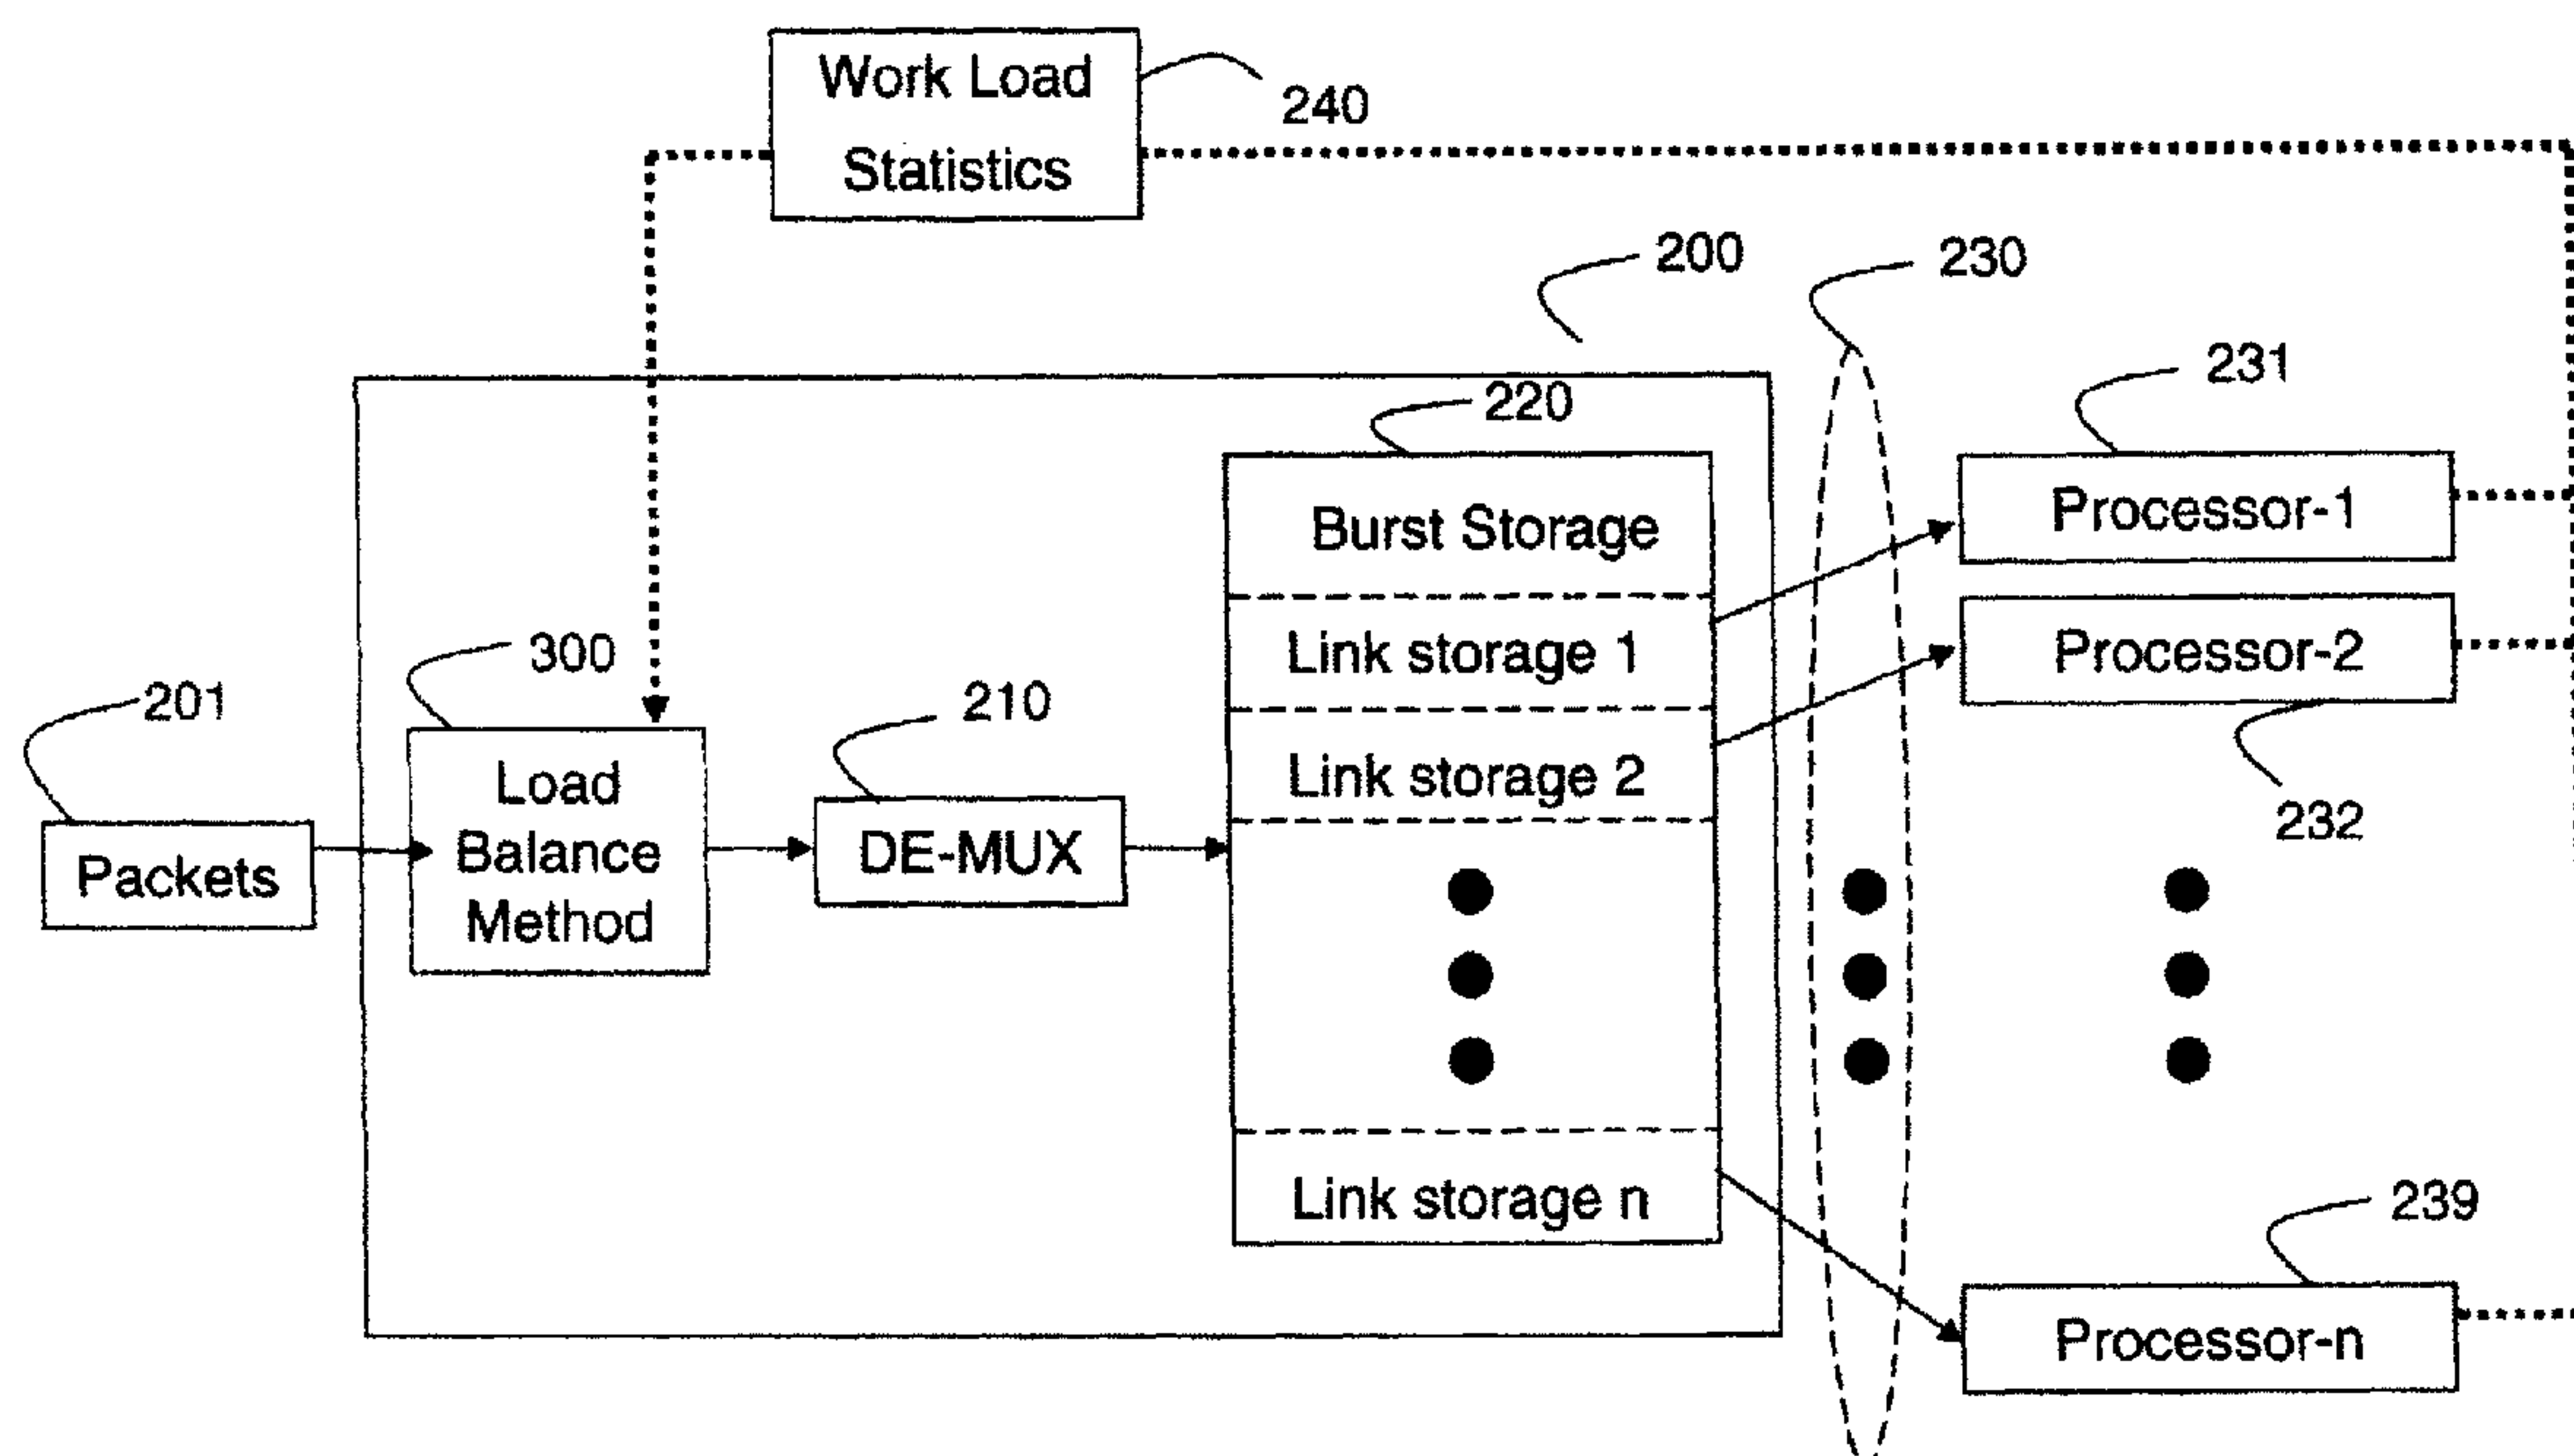 Work Load
Statistics
240
200
230
231
220
Burst Storage
Processor-1
Link storage 1
Processor-2
300
201
210
Load
Balance
Method
Link storage 2
232
Packets
DE-MUX
239
Link storage n
Processor-n